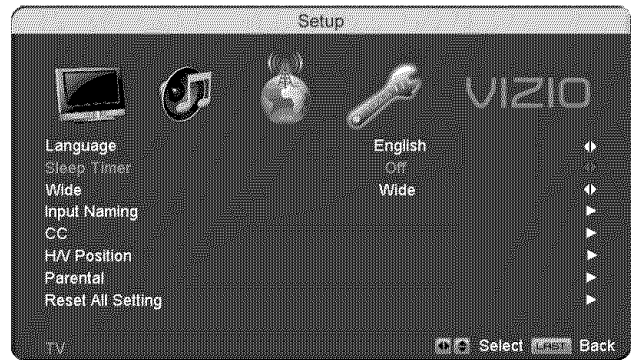 Setup
VIZIO
Language English
Sleep Timer Off
Wide Wide
Input Naming
CC
H/V Position
Parental
Reset All Setting
TV Select LAST Back